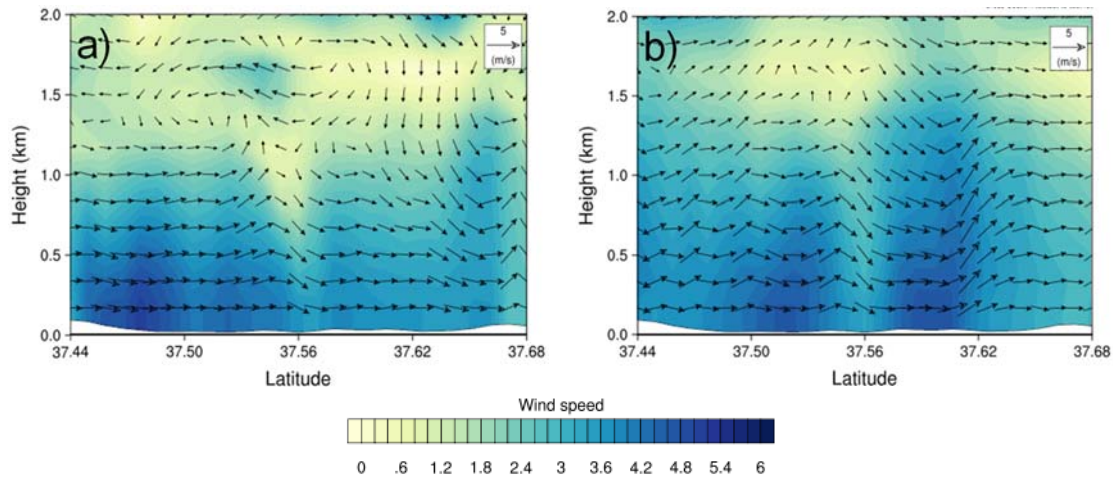 a)
5
(m/s)
2.0
1.5
1.0
0.5
0.0
Height (km)
37.44 37.50 37.56 37.62 37.68
Latitude
b)
5
(m/s)
2.0
1.5
1.0
0.5
0.0
Height (km)
37.44 37.50 37.56 37.62 37.68
Latitude
Wind speed
0 .6 1.2 1.8 2.4 3 3.6 4.2 4.8 5.4 6